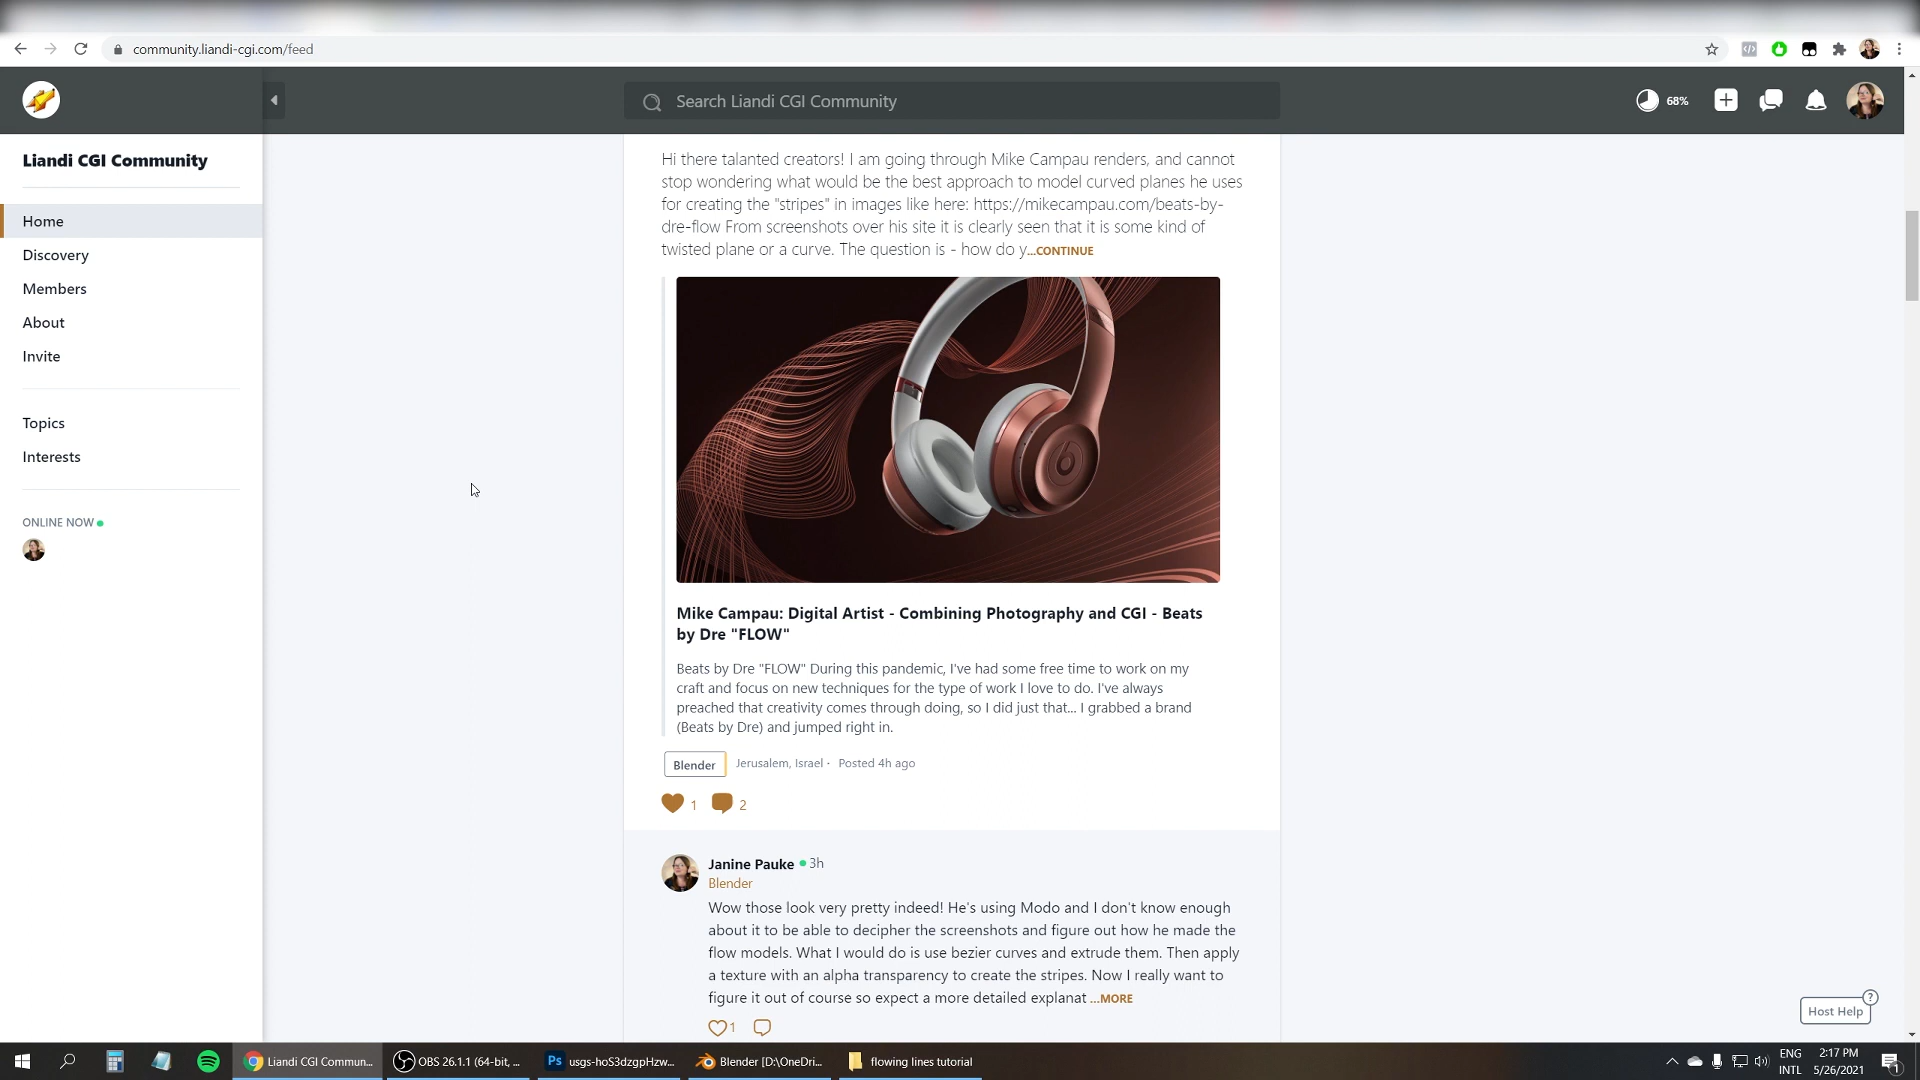 community.liandi-cgi.com/feed
Search Liandi CGI Community
68%
Liandi CGI Community
Home
Discovery
Members
About
Invite
Topics
Interests
ONLINE NOW
Hi there talanted creators! I am going through Mike Campau renders, and cannot
stop wondering what would be the best approach to model curved planes he uses
for creating the "stripes" in images like here: https://mikecampau.com/beats-by-
dre-flow From screenshots over his site it is clearly seen that it is some kind of
twisted plane or a curve. The question is - how do y...CONTINUE
Mike Campau: Digital Artist - Combining Photography and CGI - Beats
by Dre "FLOW"
Beats by Dre "FLOW" During this pandemic, I've had some free time to work on my
craft and focus on new techniques for the type of work I love to do. I've always
preached that creativity comes through doing, so I did just that... I grabbed a brand
(Beats by Dre) and jumped right in.
Blender Jerusalem, Israel · Posted 4h ago
1 2
Janine Pauke 3h
Blender
Wow those look very pretty indeed! He's using Modo and I don't know enough
about it to be able to decipher the screenshots and figure out how he made the
flow models. What I would do is use bezier curves and extrude them. Then apply
a texture with an alpha transparency to create the stripes. Now I really want to
figure it out of course so expect a more detailed explanat ...MORE
1
?
Host Help
Liandi CGI Commun...
OBS 26.1.1 (64-bit, ...
Ps usgs-hoS3dzgpHzw...
Blender [D:\OneDri...
flowing lines tutorial
ENG
INTL
2:17 PM
5/26/2021
1